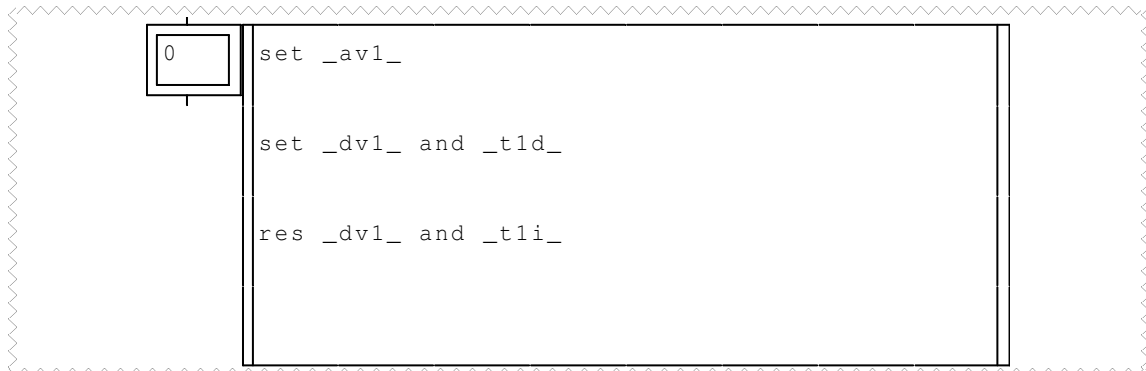 0
set _av1_
set _dv1_ and _t1d_
res _dv1_ and _t1i_